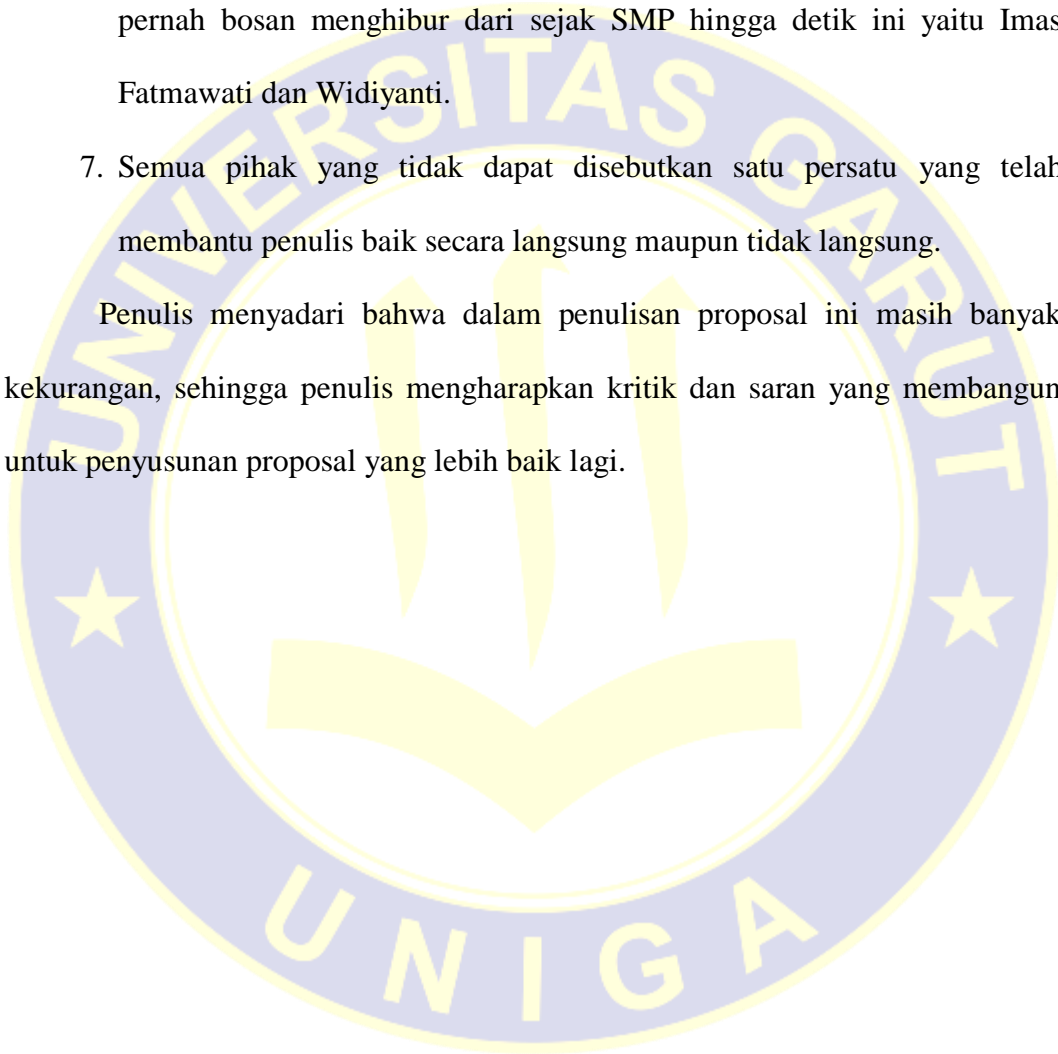 pernah bosan menghibur dari sejak SMP hingga detik ini yaitu Imas
Fatmawati dan Widiyanti.
7. Semua pihak yang tidak dapat disebutkan satu persatu yang telah
membantu penulis baik secara langsung maupun tidak langsung.
Penulis menyadari bahwa dalam penulisan proposal ini masih banyak
kekurangan, sehingga penulis mengharapkan kritik dan saran yang membangun
untuk penyusunan proposal yang lebih baik lagi.
UNIVERSITAS GARUT
UNIGA